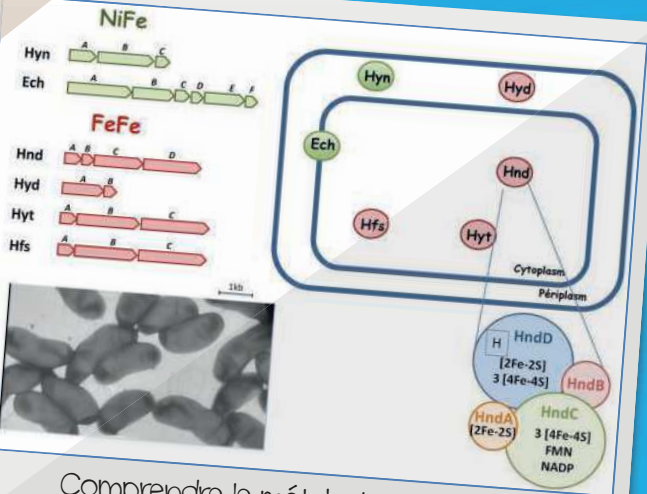 NiFe
Hyn
A B C
Ech
A B C D E F
FeFe
Hnd
A B C D
Hyd
A B
Hyt
A B C
Hfs
A B C
1kb
Hyn
Hyd
Ech
Hnd
Hfs
Hyt
Cytoplasm
Périplasm
H
HndD
[2Fe-2S]
3 [4Fe-4S]
HndB
HndA
[2Fe-2S]
HndC
3 [4Fe-4S]
FMN
NADP
Comprendre le